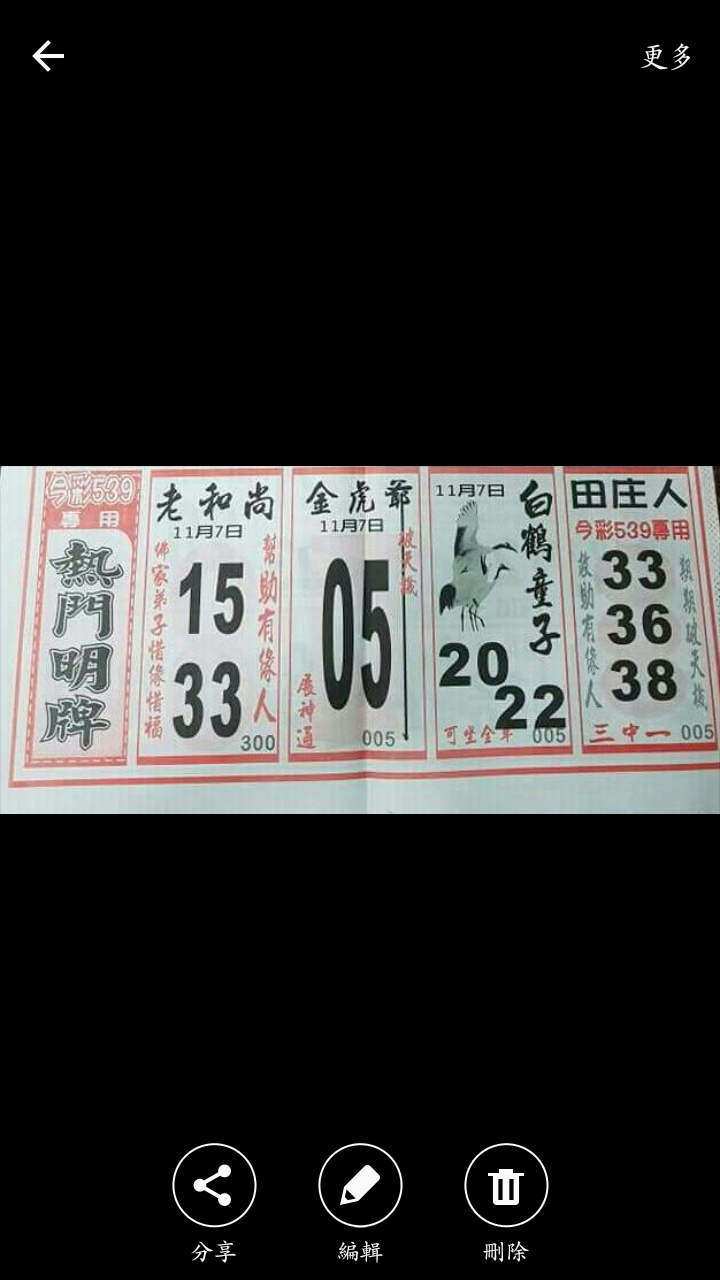 更多
今彩539
專用
熱門明牌
老和尚
11月7日
佛家弟子惜緣惜福
15
33
幫助有緣人
300
金虎爺
11月7日
破天機
05
展神通
005
11月7日
白鶴童子
20
22
可坐全車
005
田庄人
今彩539專用
救助有緣人
33
36
38
期期破天機
三中一
005
分享
編輯
刪除